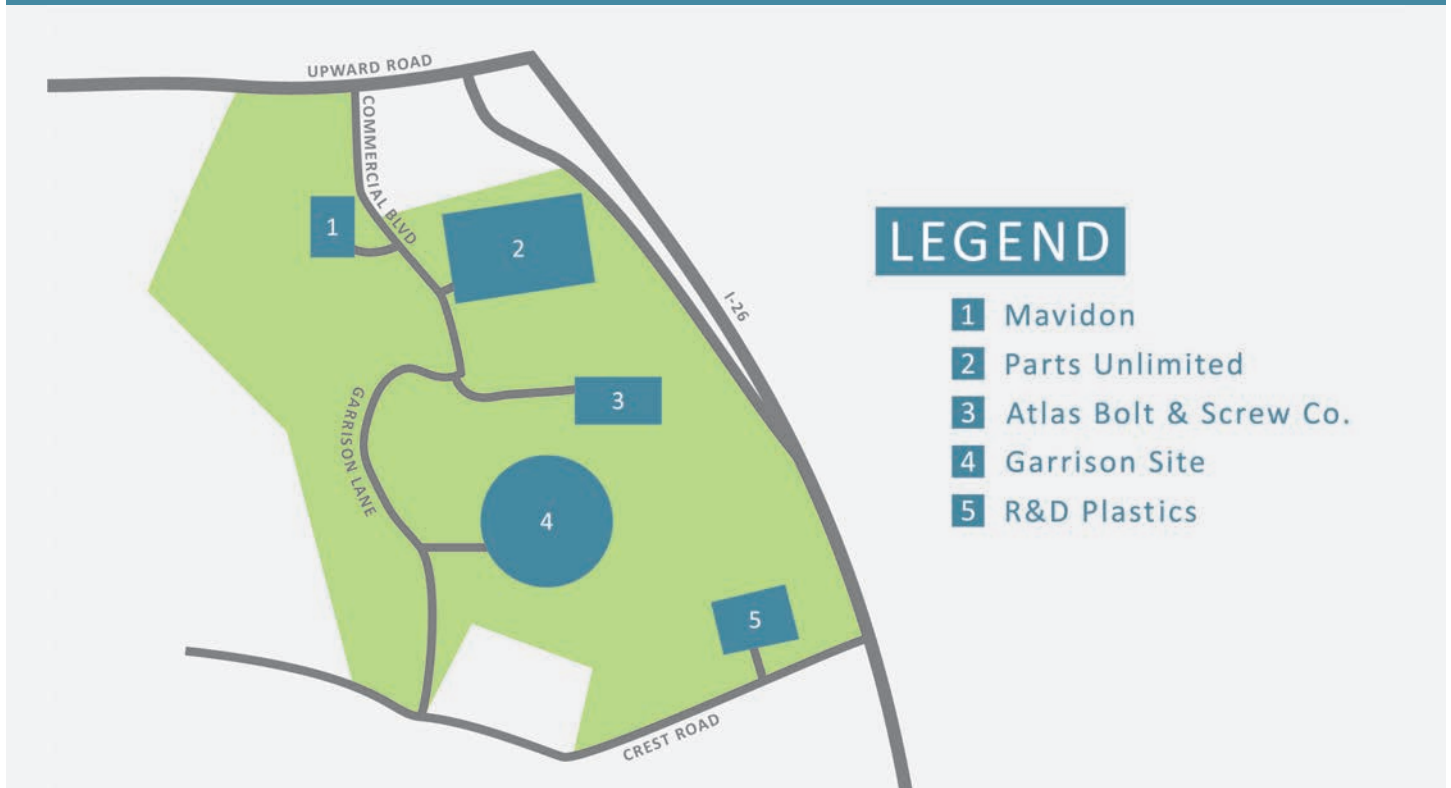 UPWARD ROAD
COMMERCIAL BLVD
1
2
I-26
GARRISON LANE
3
4
5
CREST ROAD
LEGEND
1 Mavidon
2 Parts Unlimited
3 Atlas Bolt & Screw Co.
4 Garrison Site
5 R&D Plastics